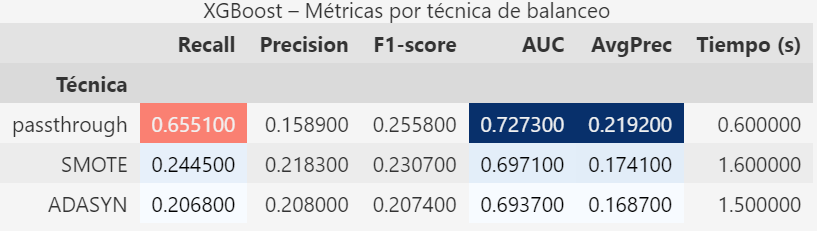 XGBoost – Métricas por técnica de balanceo
Recall Precision F1-score AUC AvgPrec Tiempo (s)
Técnica
passthrough 0.655100 0.158900 0.255800 0.727300 0.219200 0.600000
SMOTE 0.244500 0.218300 0.230700 0.697100 0.174100 1.600000
ADASYN 0.206800 0.208000 0.207400 0.693700 0.168700 1.500000